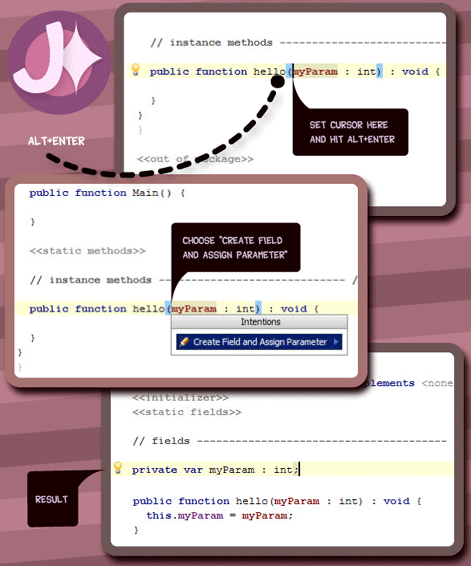 J
ALT+ENTER
// instance methods -------------------------
public function hello(myParam : int) : void {
}
}
}
<<out of package>>
SET CURSOR HERE
AND HIT ALT+ENTER
public function Main() {
}
<<static methods>>
// instance methods ------------------------------ /
public function hello(myParam : int) : void {
}
}
}
CHOOSE "CREATE FIELD
AND ASSIGN PARAMETER"
Intentions
Create Field and Assign Parameter
lements <none
<<initializer>>
<<static fields>>
// fields -----------------------------------
private var myParam : int;
public function hello(myParam : int) : void {
this.myParam = myParam;
}
RESULT